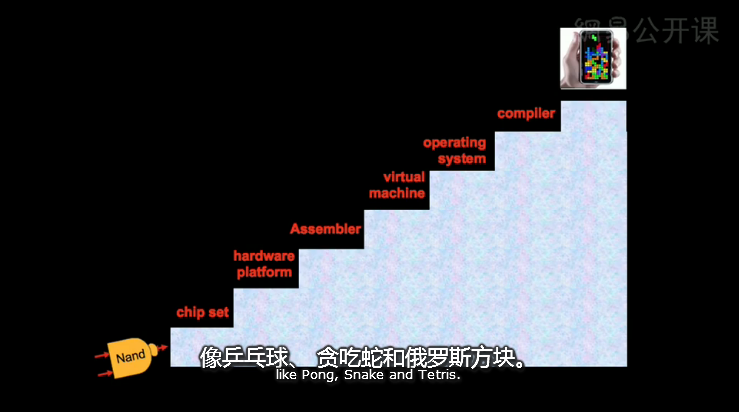 網易公开课
compiler
operating
system
virtual
machine
Assembler
hardware
platform
chip set
Nand
像乒乓球、 贪吃蛇和俄罗斯方块。
like Pong, Snake and Tetris.